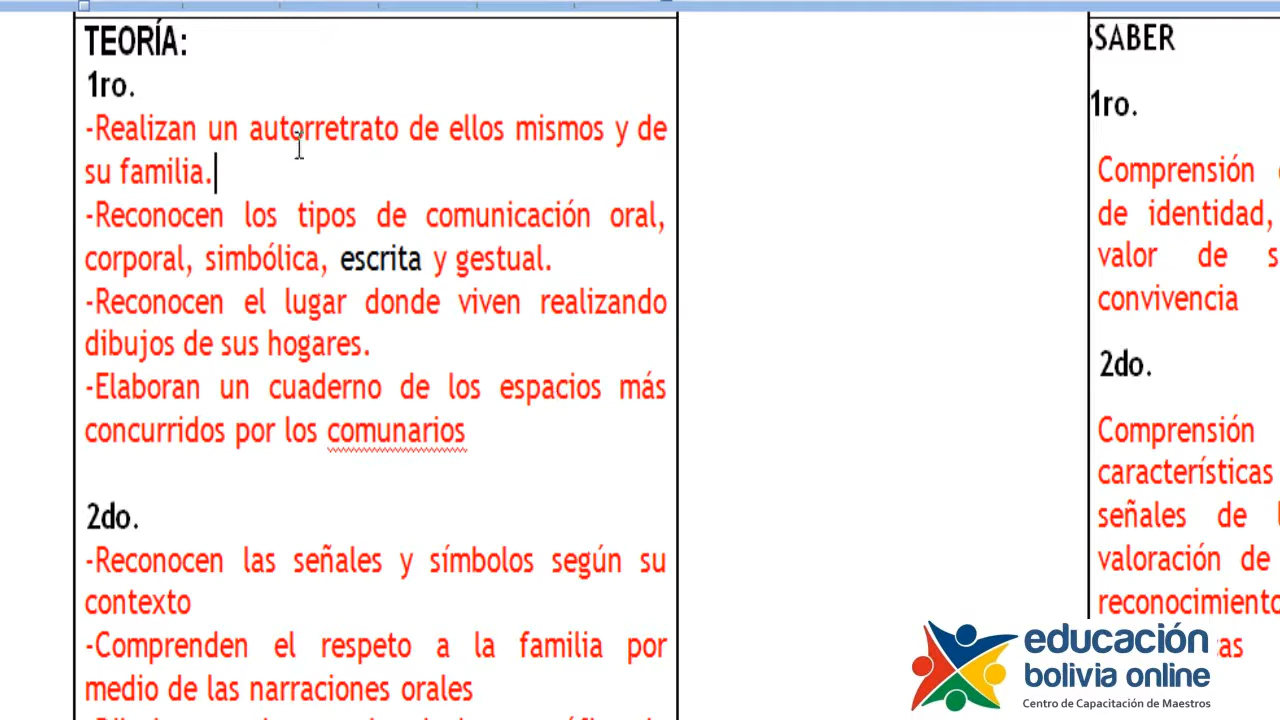 TEORÍA:
1ro.
-Realizan un autorretrato de ellos mismos y de
su familia.
-Reconocen los tipos de comunicación oral,
corporal, simbólica, escrita y gestual.
-Reconocen el lugar donde viven realizando
dibujos de sus hogares.
-Elaboran un cuaderno de los espacios más
concurridos por los comunarios
2do.
-Reconocen las señales y símbolos según su
contexto
-Comprenden el respeto a la familia por
medio de las narraciones orales
SABER
1ro.
Comprensión
de identidad,
valor de s
convivencia
2do.
Comprensión
características
señales de
valoración de
reconocimiento
as
educación
bolivia online
Centro de Capacitación de Maestros